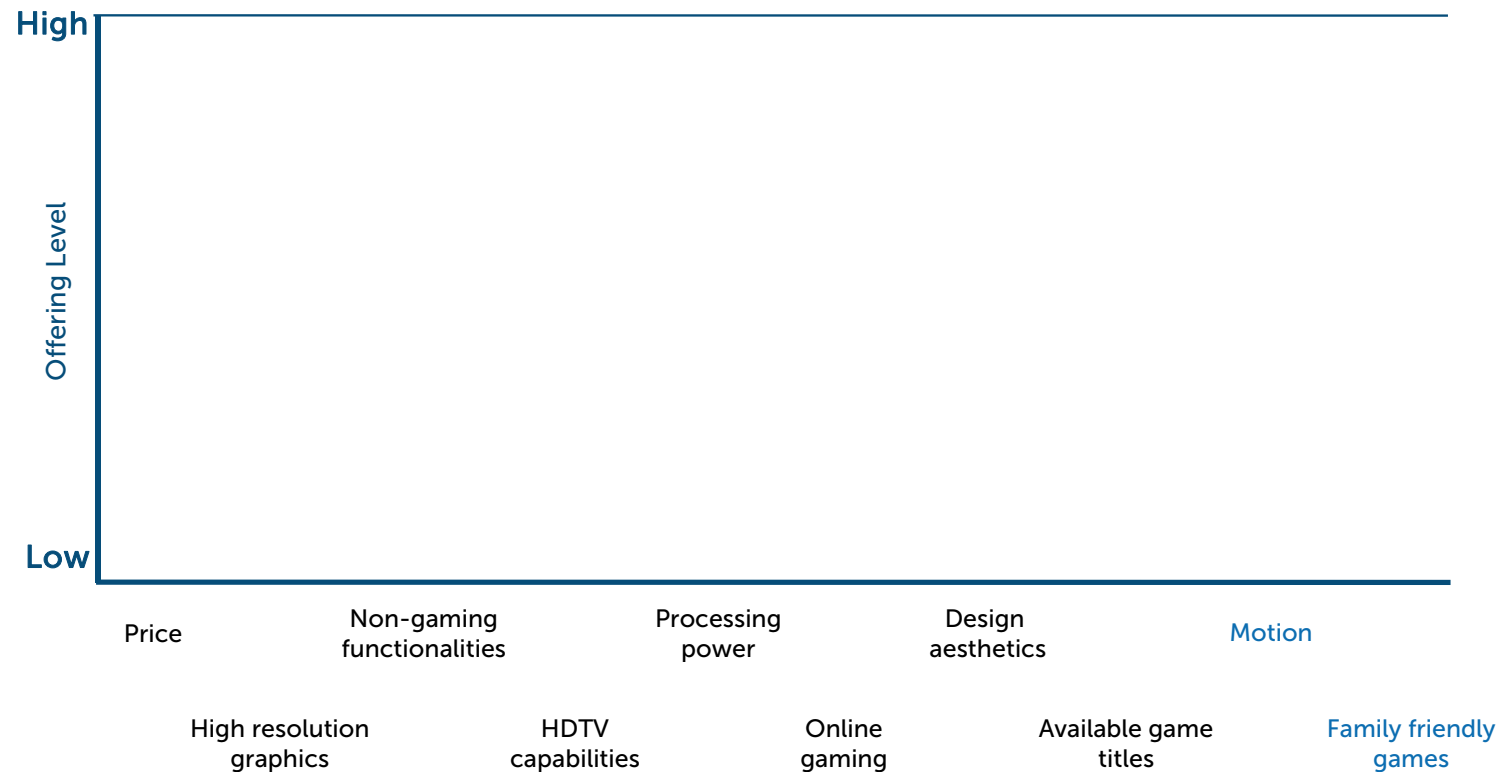 High
Offering Level
Low
Price
Non-gaming
functionalities
Processing
power
Design
aesthetics
Motion
High resolution
graphics
HDTV
capabilities
Online
gaming
Available game
titles
Family friendly
games